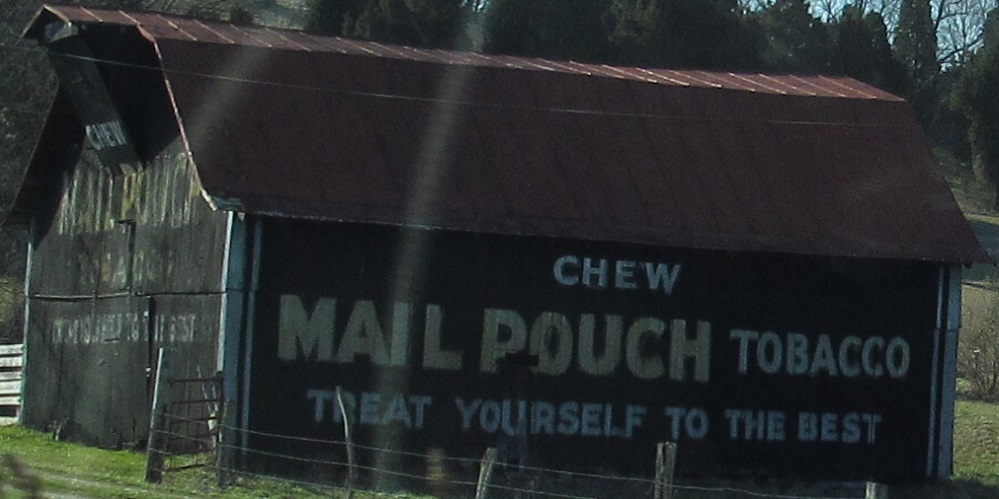 CHEW
CHEW
MAIL POUCH TOBACCO
TREAT YOURSELF TO THE BEST